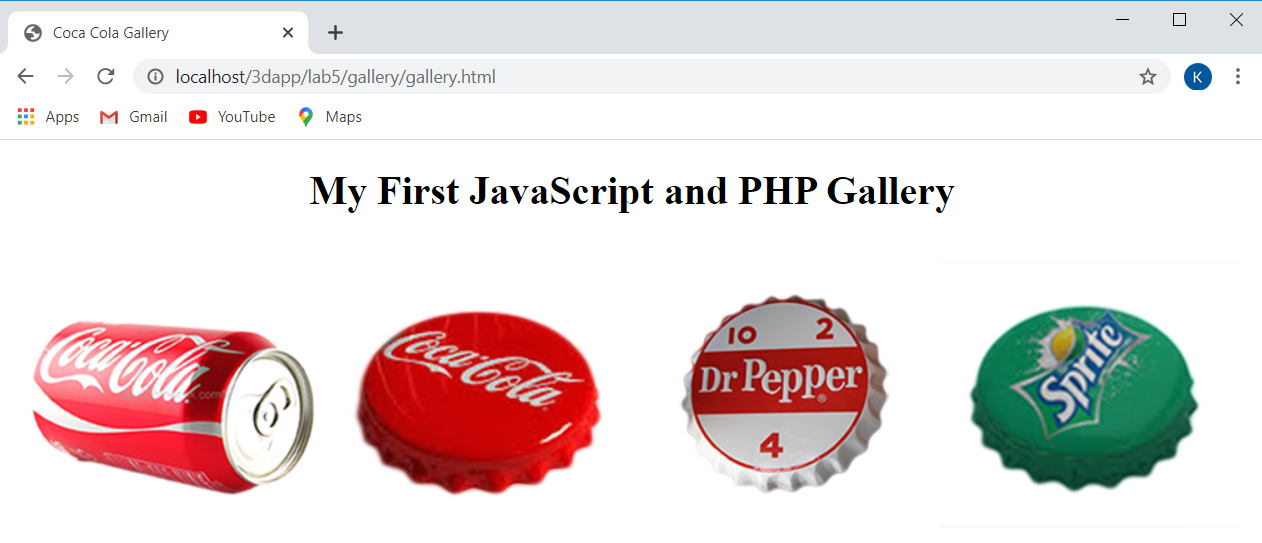 Coca Cola Gallery
localhost/3dapp/lab5/gallery/gallery.html
K
Apps Gmail YouTube Maps
My First JavaScript and PHP Gallery
Coca-Cola
Coca-Cola
10 2
Dr Pepper®
4
Sprite